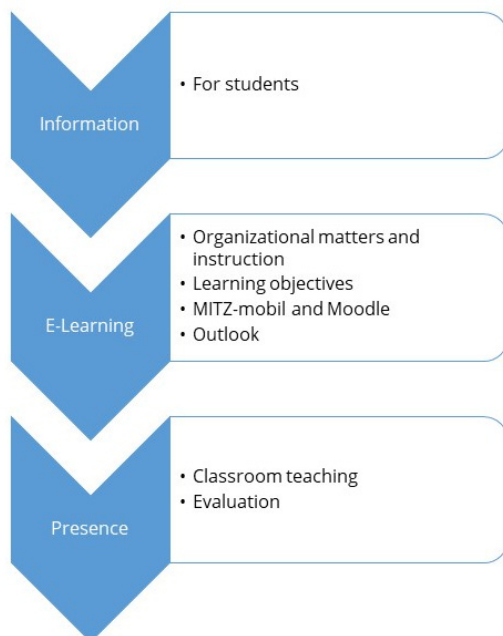 Information
• For students
E-Learning
• Organizational matters and
instruction
• Learning objectives
• MITZ-mobil and Moodle
• Outlook
Presence
• Classroom teaching
• Evaluation